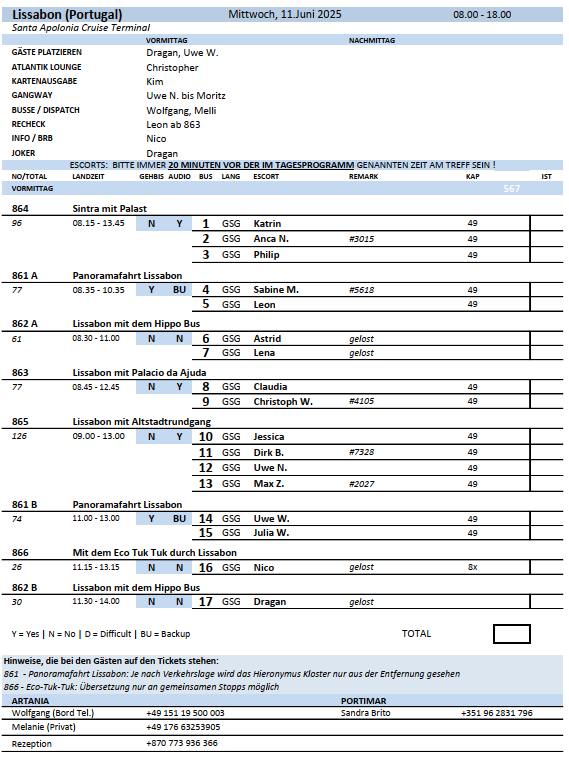 Lissabon (Portugal) Mittwoch, 11.Juni 2025 08.00 - 18.00
Santa Apolonia Cruise Terminal
VORMITTAG NACHMITTAG
GÄSTE PLATZIEREN Dragan, Uwe W.
ATLANTIK LOUNGE Christopher
KARTENAUSGABE Kim
GANGWAY Uwe N. bis Moritz
BUSSE / DISPATCH Wolfgang, Melli
RECHECK Leon ab 863
INFO / BRB Nico
JOKER Dragan
ESCORTS: BITTE IMMER 20 MINUTEN VOR DER IM TAGESPROGRAMM GENANNTEN ZEIT AM TREFF SEIN !
NO/TOTAL LANDZEIT GEHBIS AUDIO BUS LANG ESCORT REMARK KAP IST
VORMITTAG 567
864 Sintra mit Palast
96 08.15 - 13.45 N Y 1 GSG Katrin 49
2 GSG Anca N. #3015 49
3 GSG Philip 49
861 A Panoramafahrt Lissabon
77 08.35 - 10.35 Y BU 4 GSG Sabine M. #5618 49
5 GSG Leon 49
862 A Lissabon mit dem Hippo Bus
61 08.30 - 11.00 N N 6 GSG Astrid gelost
7 GSG Lena gelost
863 Lissabon mit Palacio da Ajuda
77 08.45 - 12.45 N Y 8 GSG Claudia 49
9 GSG Christoph W. #4105 49
865 Lissabon mit Altstadtrundgang
126 09.00 - 13.00 N Y 10 GSG Jessica 49
11 GSG Dirk B. #7328 49
12 GSG Uwe N. 49
13 GSG Max Z. #2027 49
861 B Panoramafahrt Lissabon
74 11.00 - 13.00 Y BU 14 GSG Uwe W. 49
15 GSG Julia W. 49
866 Mit dem Eco Tuk Tuk durch Lissabon
26 11.15 - 13.15 N N 16 GSG Nico gelost 8x
862 B Lissabon mit dem Hippo Bus
30 11.30 - 14.00 N N 17 GSG Dragan gelost
Y = Yes | N = No | D = Difficult | BU = Backup TOTAL
Hinweise, die bei den Gästen auf den Tickets stehen:
861 - Panoramafahrt Lissabon: Je nach Verkehrslage wird das Hieronymus Kloster nur aus der Entfernung gesehen
866 - Eco-Tuk-Tuk: Übersetzung nur an gemeinsamen Stopps möglich
ARTANIA PORTIMAR
Wolfgang (Bord Tel.) +49 151 19 500 003 Sandra Brito +351 96 2831 796
Melanie (Privat) +49 176 63253905
Rezeption +870 773 936 366